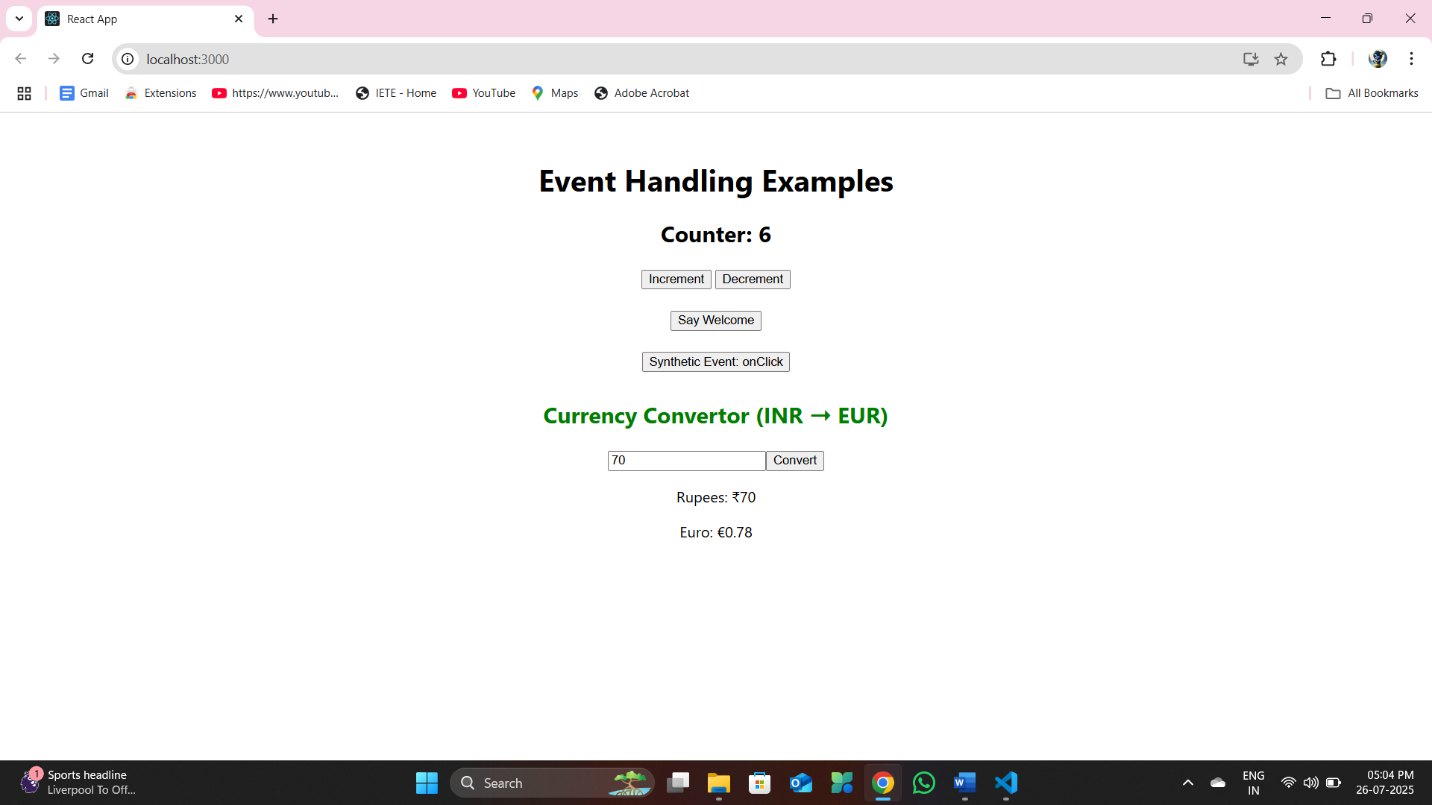 React App
localhost:3000
Gmail Extensions https://www.youtub... IETE - Home YouTube Maps Adobe Acrobat All Bookmarks
Event Handling Examples
Counter: 6
Increment Decrement
Say Welcome
Synthetic Event: onClick
Currency Convertor (INR → EUR)
70 Convert
Rupees: ₹70
Euro: €0.78
1
Sports headline
Liverpool To Off...
Search
W
ENG
IN
05:04 PM
26-07-2025